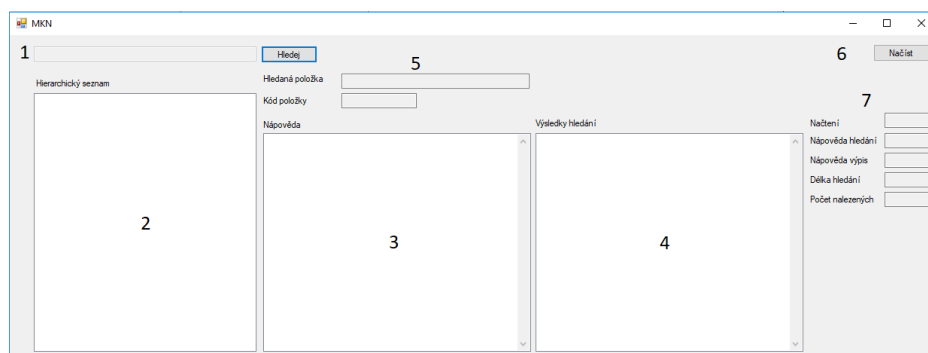 MKN
1
Hledej
6
Načíst
5
Hierarchický seznam
Hledaná položka
Kód položky
7
Nápověda
Výsledky hledání
Načtení
Nápověda hledání
Nápověda výpis
Délka hledání
Počet nalezených
2
3
4